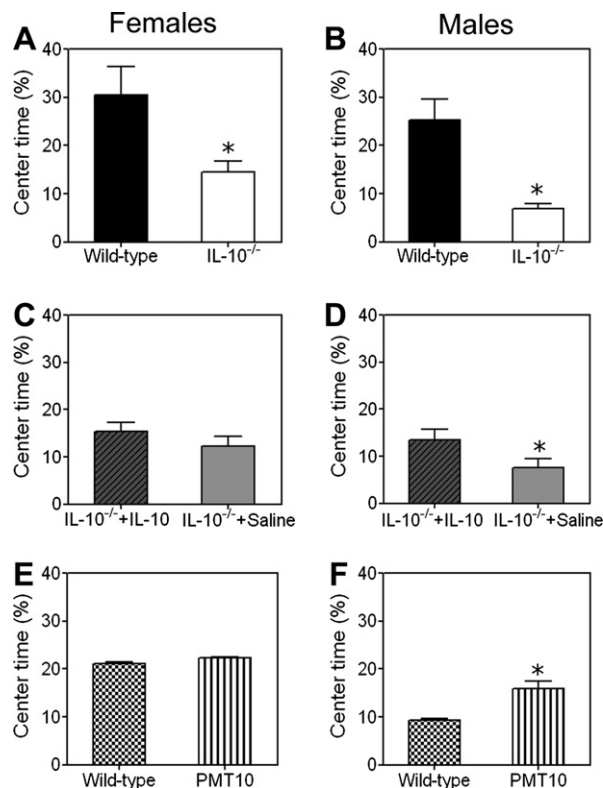 Females
Males
A
Center time (%)
40
30
20
10
0
*
Wild-type
IL-10⁻/⁻
B
Center time (%)
40
30
20
10
0
*
Wild-type
IL-10⁻/⁻
C
Center time (%)
40
30
20
10
0
IL-10⁻/⁻+IL-10
IL-10⁻/⁻+Saline
D
Center time (%)
40
30
20
10
0
*
IL-10⁻/⁻+IL-10
IL-10⁻/⁻+Saline
E
Center time (%)
40
30
20
10
0
Wild-type
PMT10
F
Center time (%)
40
30
20
10
0
*
Wild-type
PMT10